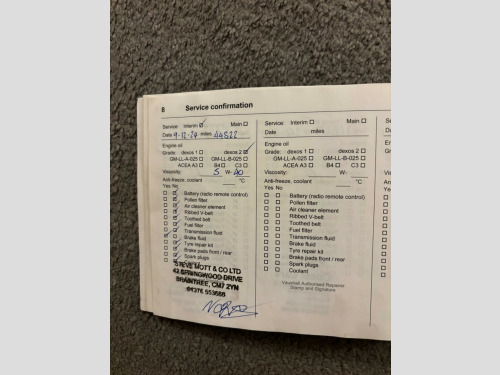 8 Service confirmation
Service: Interim ☑ Main ☐
Date 9-12-24 miles 44822
Engine oil
Grade: dexos 1 ☐ dexos 2 ☑
GM-LL-A-025 ☐ GM-LL-B-025 ☐
ACEA A3 ☐ B4 ☐ C3 ☐
Viscosity: 5 W- 40
Anti-freeze, coolant °C
Yes No
Battery (radio remote control)
Pollen filter
Air cleaner element
Ribbed V-belt
Toothed belt
Fuel filter
Transmission fluid
Brake fluid
Tyre repair kit
Brake pads front / rear
Spark plugs
STEVE MOTT & CO LTD
42 SPRINGWOOD DRIVE
BRAINTREE, CM7 2YN
01376 553666
Service: Interim ☐ Main ☐
Date miles
Engine oil
Grade: dexos 1 ☐ dexos 2 ☐
GM-LL-A-025 ☐ GM-LL-B-025 ☐
ACEA A3 ☐ B4 ☐ C3 ☐
Viscosity: W-
Anti-freeze, coolant °C
Yes No
☐ ☐ Battery (radio remote control)
☐ ☐ Pollen filter
☐ ☐ Air cleaner element
☐ ☐ Ribbed V-belt
☐ ☐ Toothed belt
☐ ☐ Fuel filter
☐ ☐ Transmission fluid
☐ ☐ Brake fluid
☐ ☐ Tyre repair kit
☐ ☐ Brake pads front / rear
☐ ☐ Spark plugs
☐ ☐ Coolant
Vauxhall Authorised Repairer
Stamp and Signature